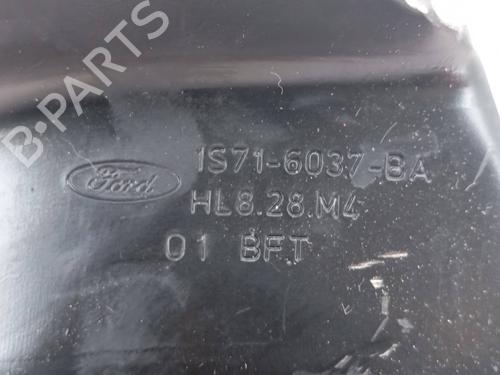 B-PARTS
Ford
1S71-6037-BA
HL8.28.M4
01 BFT